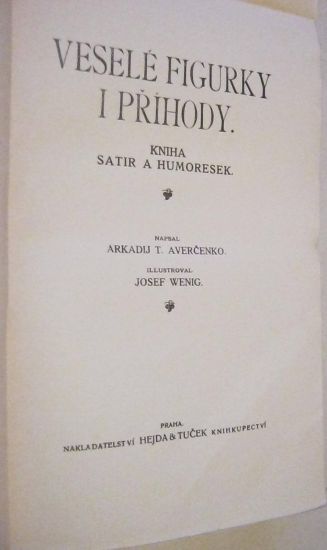 VESELÉ FIGURKY
I PŘÍHODY.
KNIHA
SATIR A HUMORESEK.
NAPSAL
ARKADIJ T. AVERČENKO.
ILLUSTROVAL
JOSEF WENIG.
PRAHA.
NAKLADATELSTVÍ HEJDA & TUČEK KNIHKUPECTVÍ